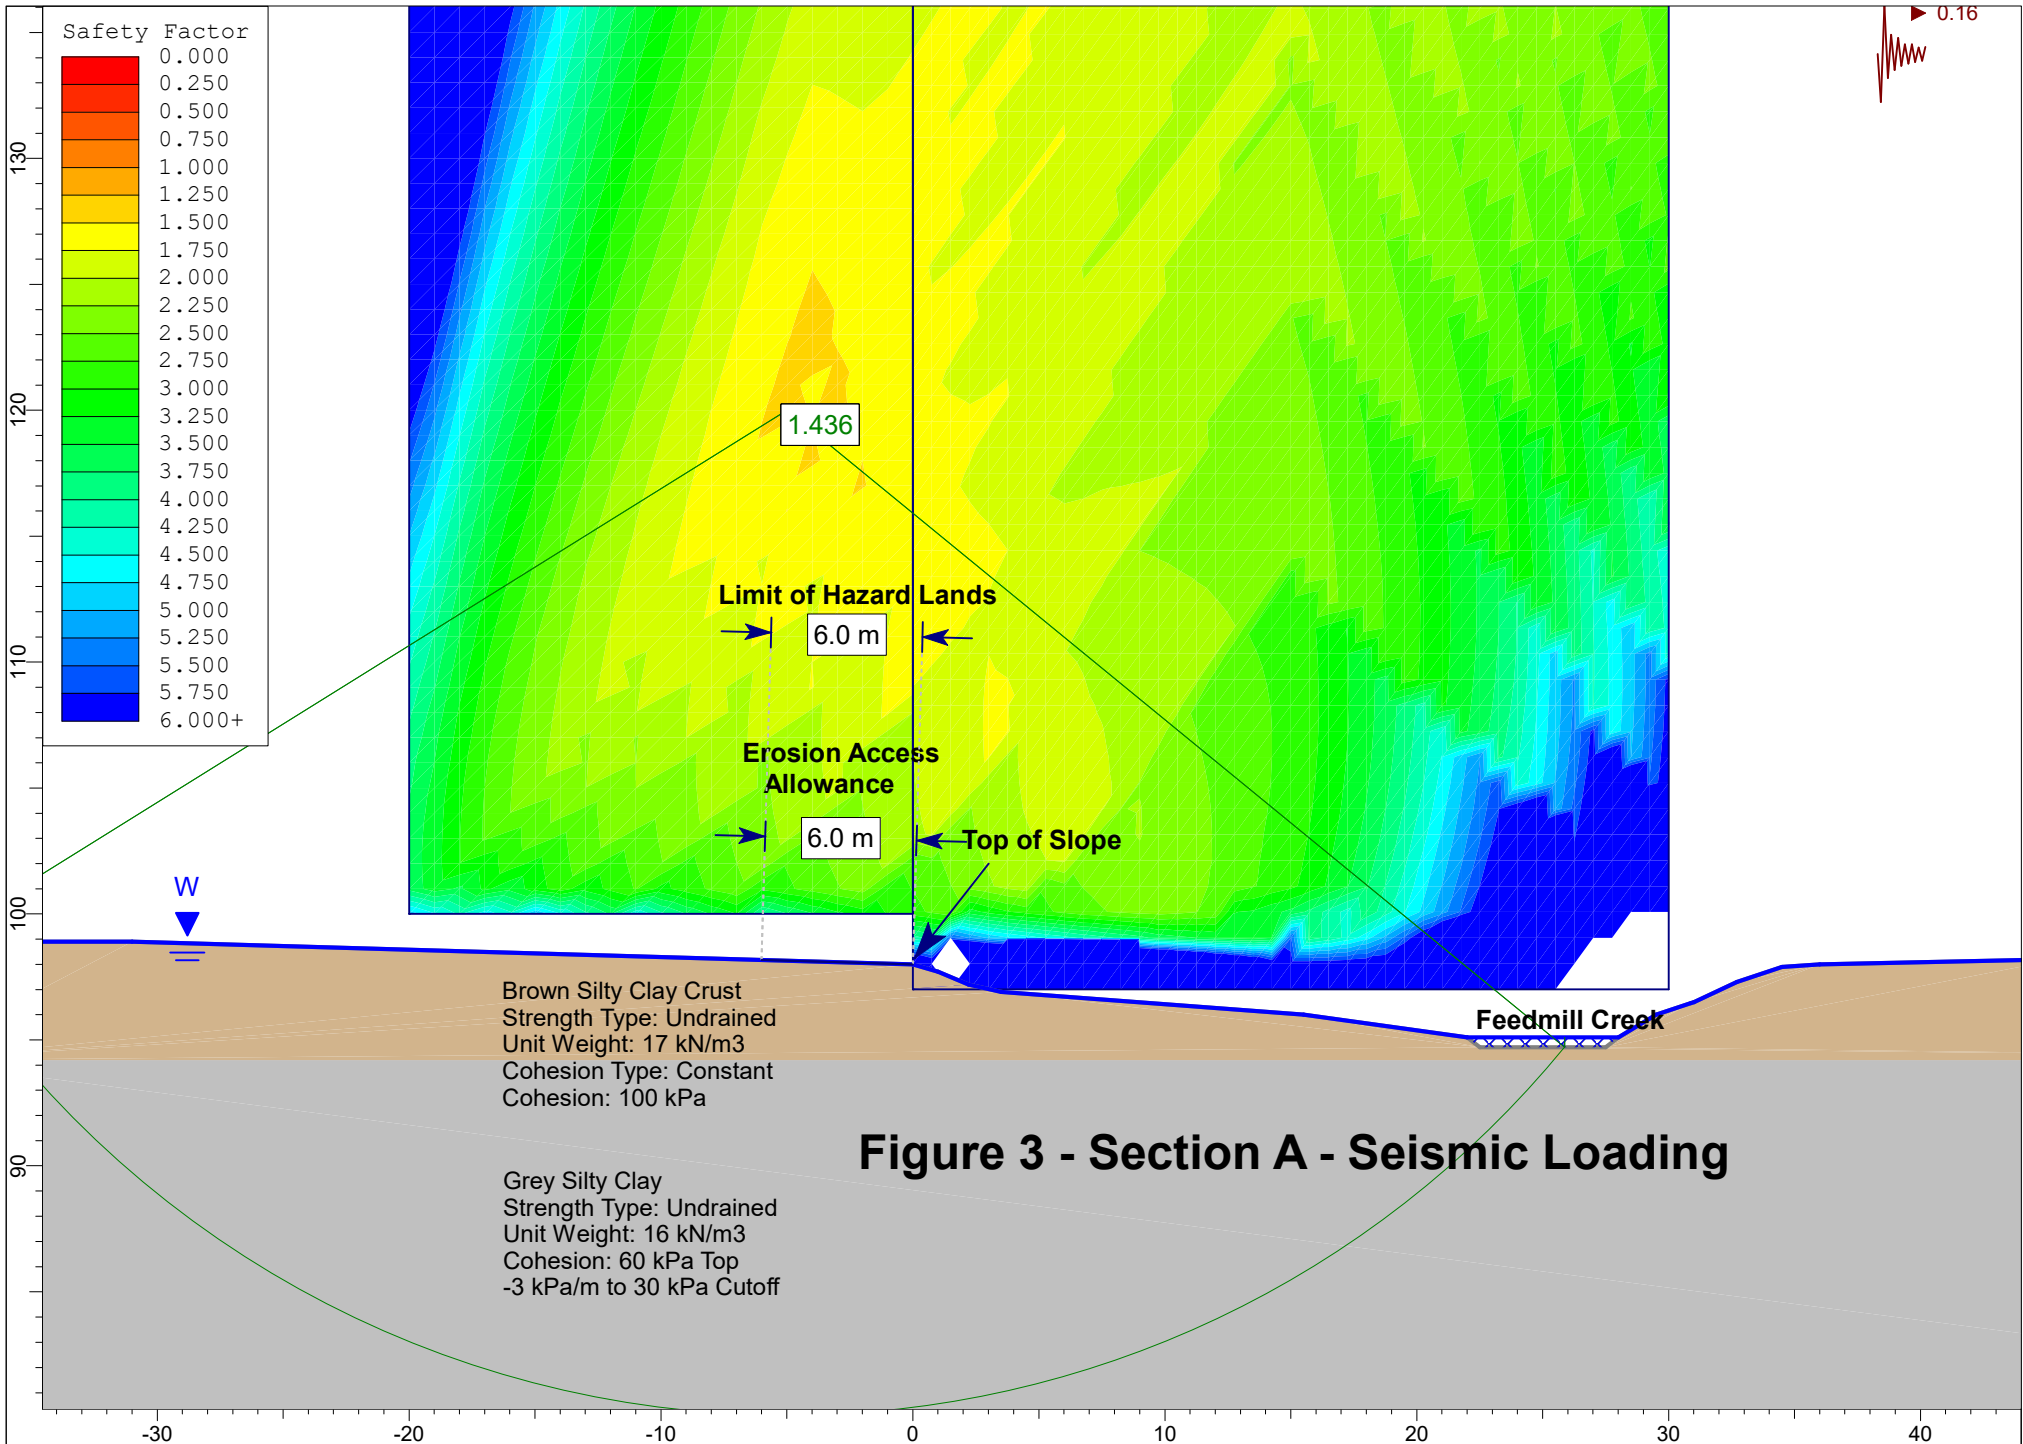 Safety Factor
0.000
0.250
0.500
0.750
1.000
1.250
1.500
1.750
2.000
2.250
2.500
2.750
3.000
3.250
3.500
3.750
4.000
4.250
4.500
4.750
5.000
5.250
5.500
5.750
6.000+
0.16
130
120
110
100
90
1.436
Limit of Hazard Lands
6.0 m
Erosion Access
Allowance
6.0 m
Top of Slope
W
Feedmill Creek
Brown Silty Clay Crust
Strength Type: Undrained
Unit Weight: 17 kN/m3
Cohesion Type: Constant
Cohesion: 100 kPa
Figure 3 - Section A - Seismic Loading
Grey Silty Clay
Strength Type: Undrained
Unit Weight: 16 kN/m3
Cohesion: 60 kPa Top
-3 kPa/m to 30 kPa Cutoff
-30 -20 -10 0 10 20 30 40